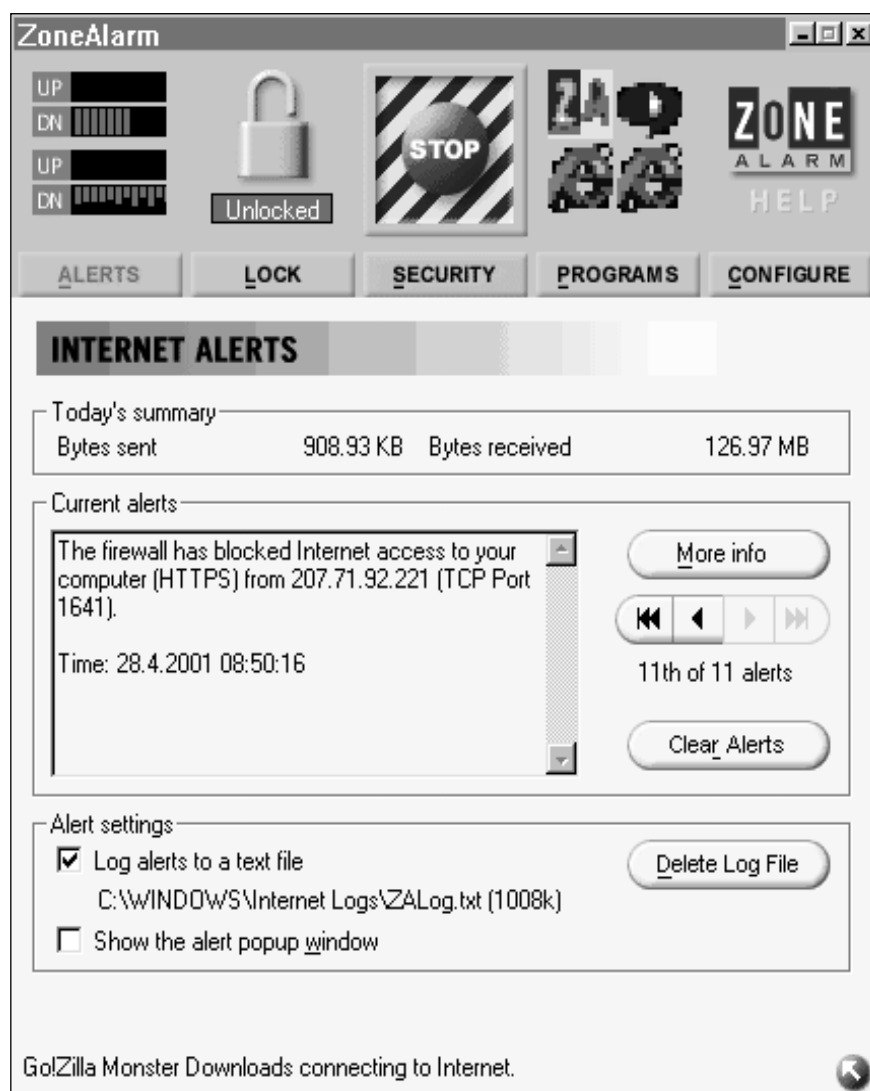 ZoneAlarm
UP
DN
UP
DN
Unlocked
STOP
ZA
ZONE
ALARM
HELP
ALERTS
LOCK
SECURITY
PROGRAMS
CONFIGURE
INTERNET ALERTS
Today's summary
Bytes sent 908.93 KB Bytes received 126.97 MB
Current alerts
The firewall has blocked Internet access to your
computer (HTTPS) from 207.71.92.221 (TCP Port
1641).
Time: 28.4.2001 08:50:16
More info
11th of 11 alerts
Clear Alerts
Alert settings
Log alerts to a text file
C:\WINDOWS\Internet Logs\ZALog.txt (1008k)
Delete Log File
Show the alert popup window
Go!Zilla Monster Downloads connecting to Internet.